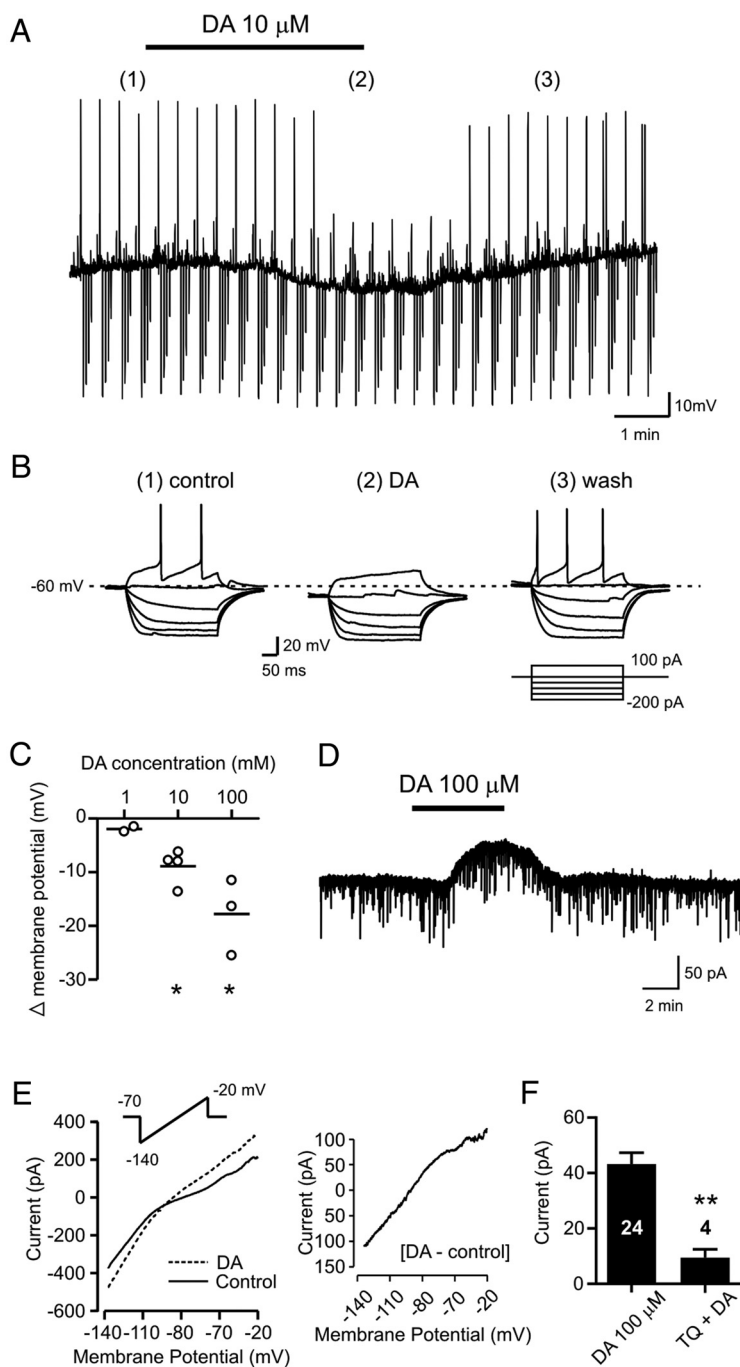 A
DA 10 μM
(1) (2) (3)
10mV
1 min
B
(1) control (2) DA (3) wash
-60 mV
20 mV
50 ms
100 pA
-200 pA
C
DA concentration (mM)
1 10 100
Δ membrane potential (mV)
0
-10
-20
-30
* *
D
DA 100 μM
50 pA
2 min
E
-70
-20 mV
-140
Current (pA)
400
200
0
-200
-400
-600
DA
Control
-140 -110 -80 -50 -20
Membrane Potential (mV)
Current (pA)
100
50
0
50
100
150
[DA - control]
-140 -110 -80 -70 -20
Membrane Potential (mV)
F
Current (pA)
60
40
20
0
24
**
4
DA 100 μM
TQ + DA